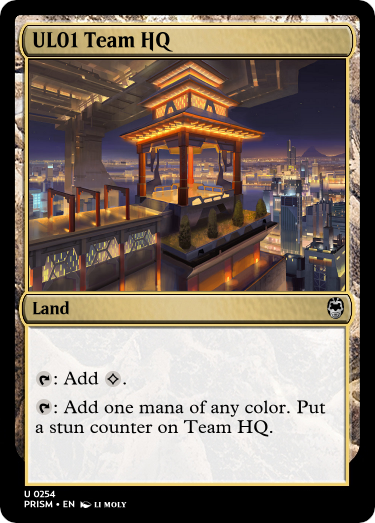 UL01 Team HQ
Land
: Add .
: Add one mana of any color. Put
a stun counter on Team HQ.
U 0254
PRISM • EN LI MOLY